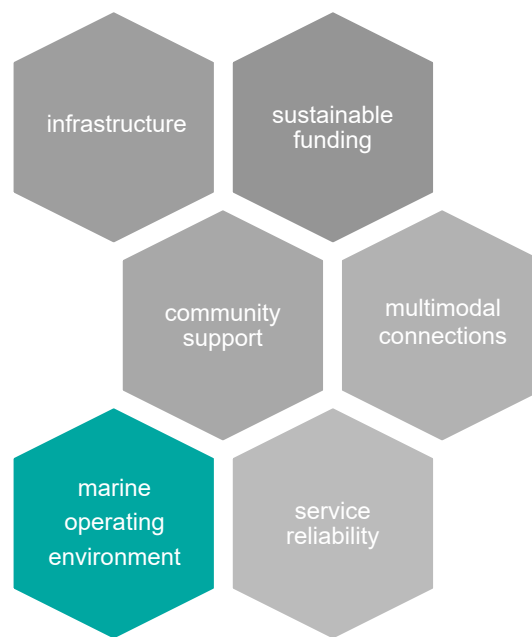 infrastructure
sustainable
funding
community
support
multimodal
connections
marine
operating
environment
service
reliability